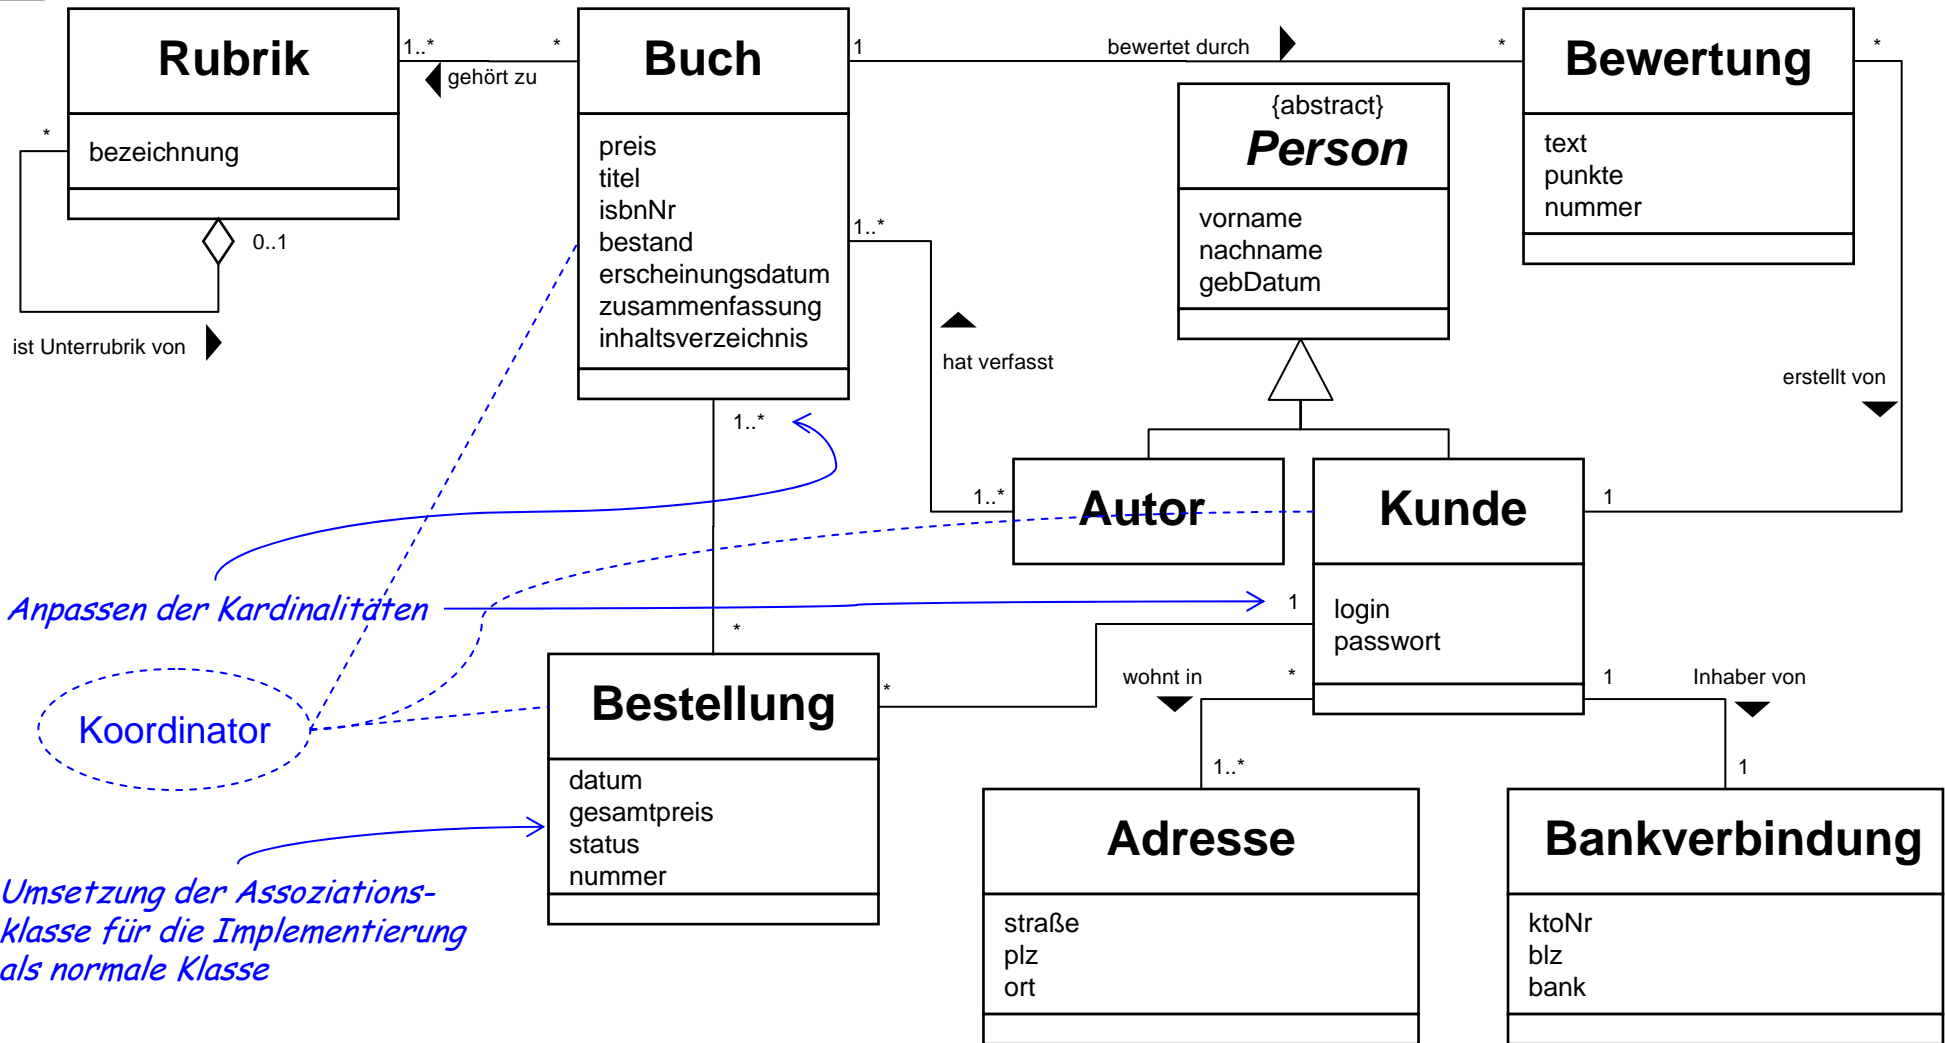 Rubrik
bezeichnung
1..*
*
gehört zu
*
0..1
ist Unterrubrik von
Buch
preis
titel
isbnNr
bestand
erscheinungsdatum
zusammenfassung
inhaltsverzeichnis
1
bewertet durch
*
Bewertung
text
punkte
nummer
*
{abstract}
Person
vorname
nachname
gebDatum
1..*
hat verfasst
1..*
erstellt von
1
1..*
Autor
Kunde
login
passwort
Anpassen der Kardinalitäten
1
*
*
Koordinator
Bestellung
datum
gesamtpreis
status
nummer
wohnt in
*
1..*
1
Inhaber von
1
Umsetzung der Assoziations-
klasse für die Implementierung
als normale Klasse
Adresse
straße
plz
ort
Bankverbindung
ktoNr
blz
bank